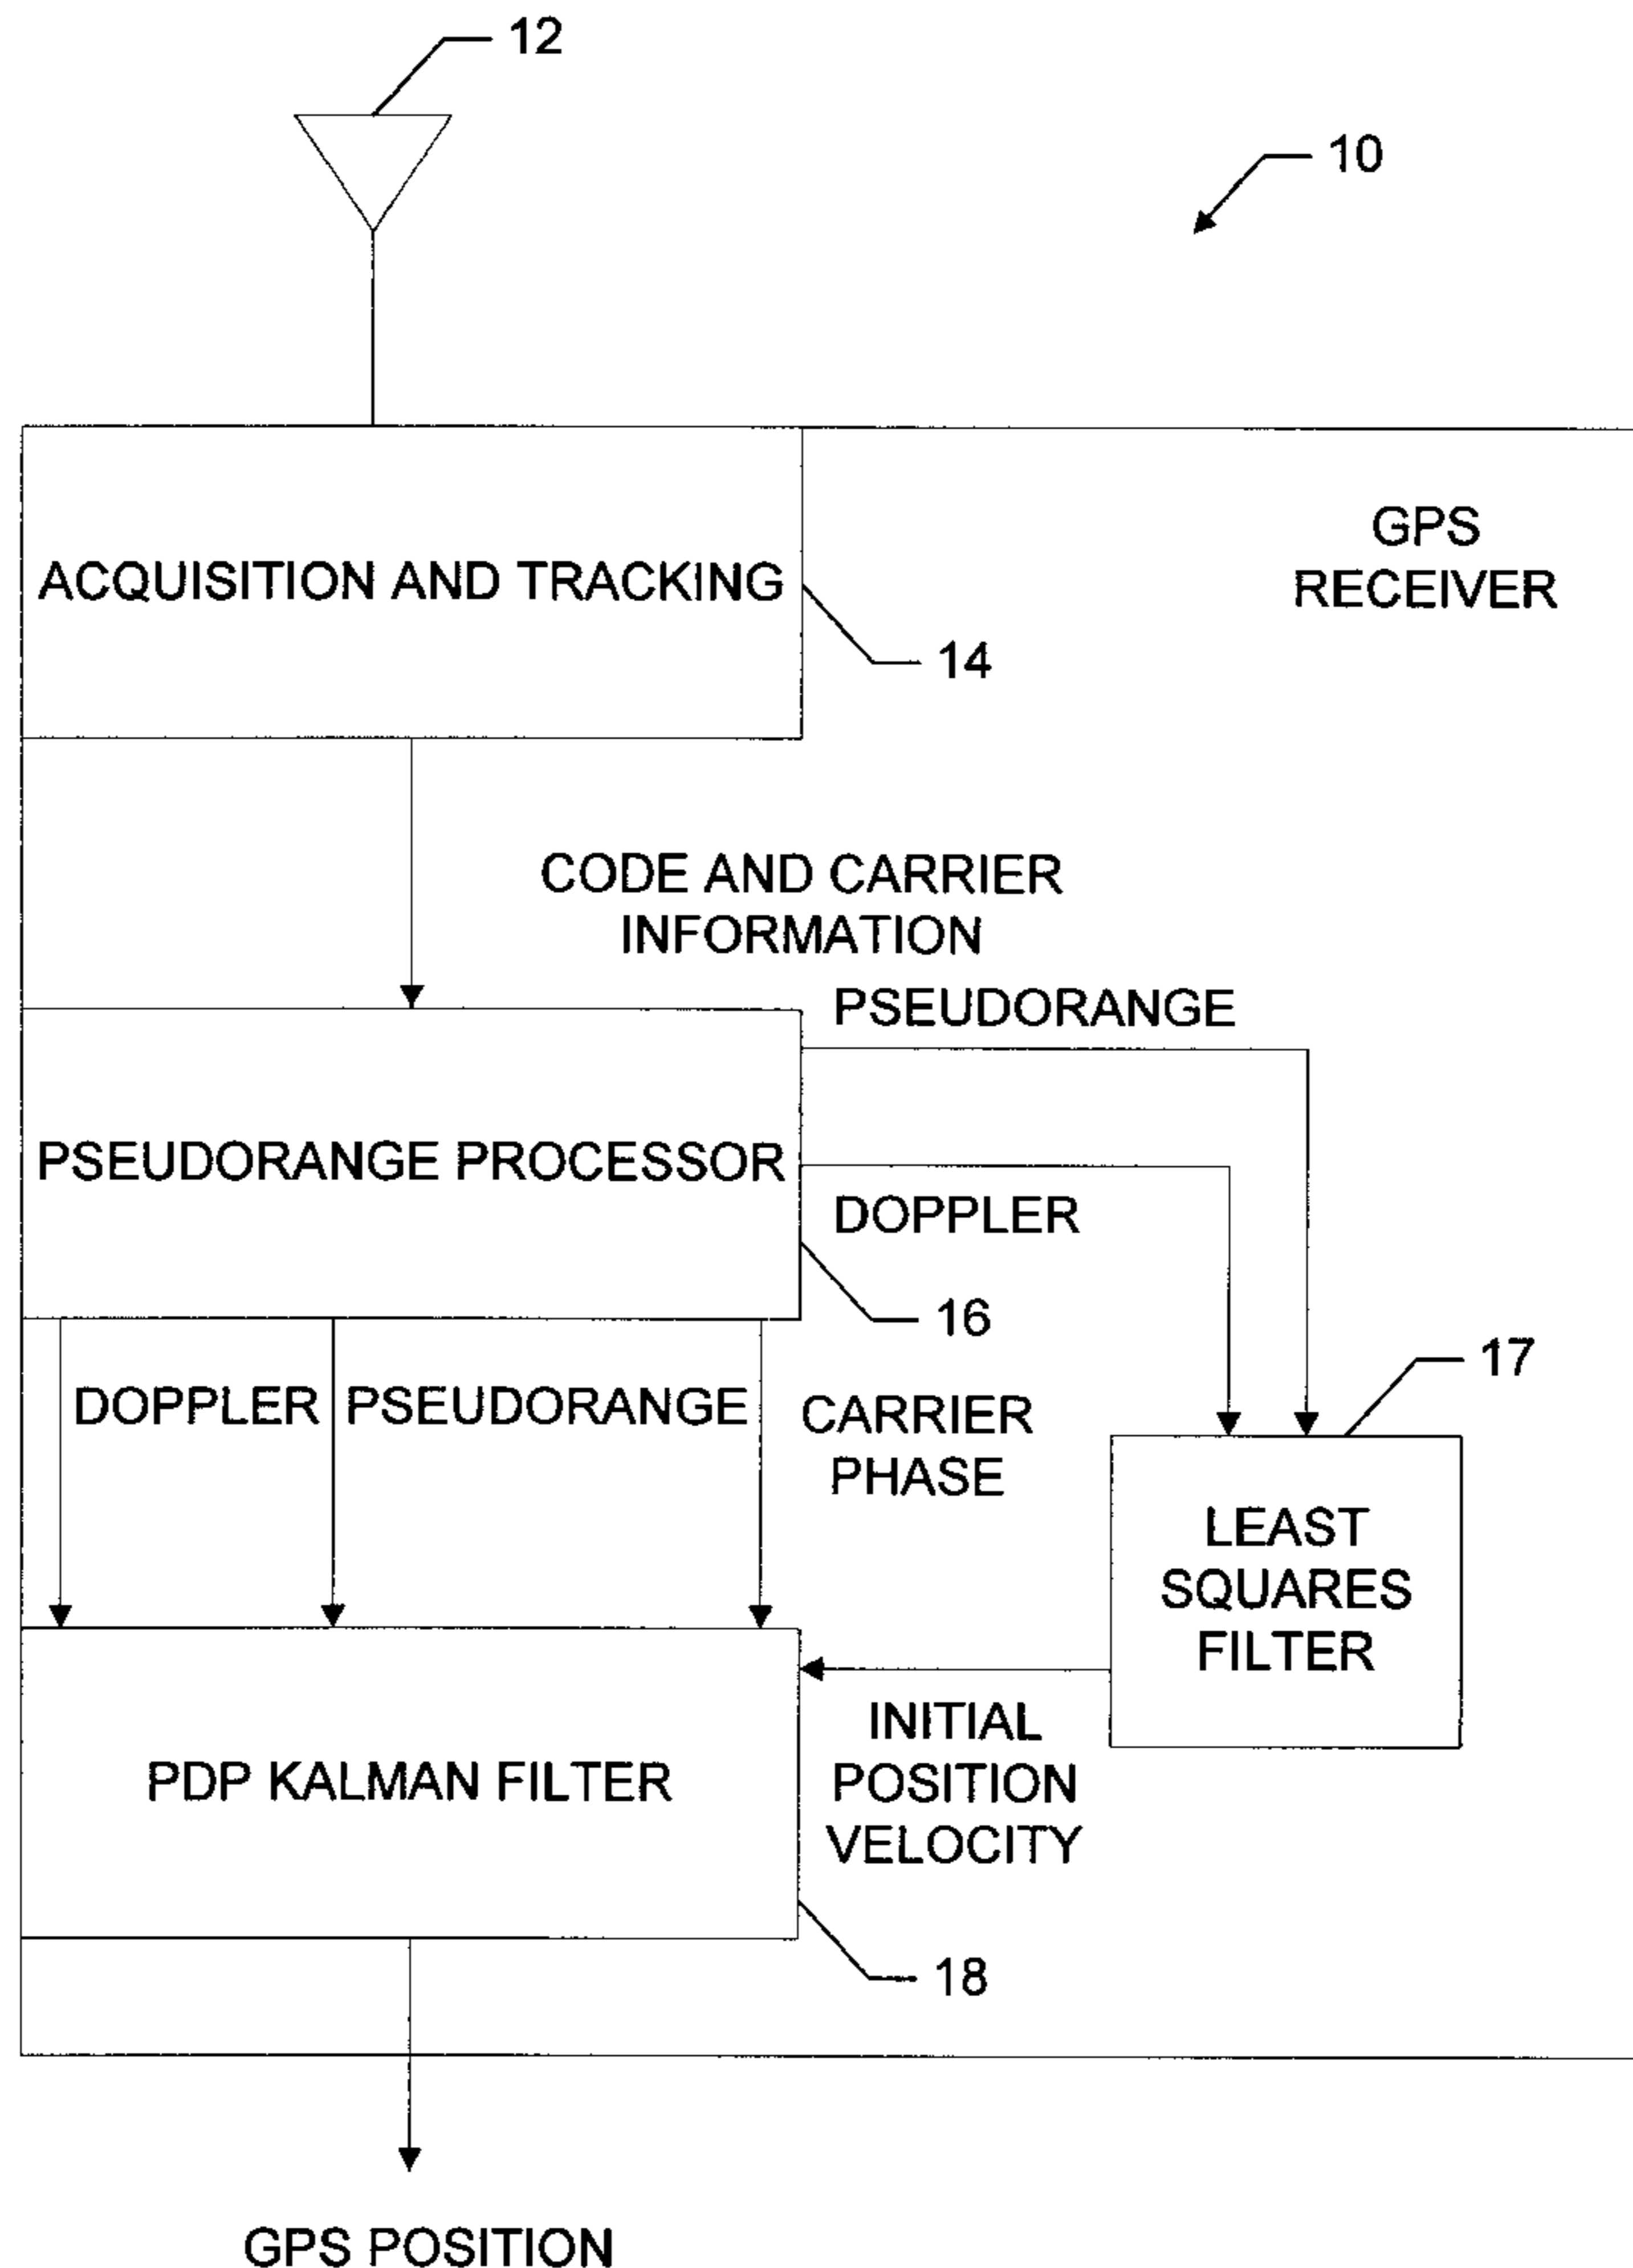 12
10
GPS
RECEIVER
ACQUISITION AND TRACKING
14
CODE AND CARRIER
INFORMATION
PSEUDORANGE
PSEUDORANGE PROCESSOR
DOPPLER
16
17
DOPPLER
PSEUDORANGE
CARRIER
PHASE
LEAST
SQUARES
FILTER
INITIAL
POSITION
VELOCITY
PDP KALMAN FILTER
18
GPS POSITION